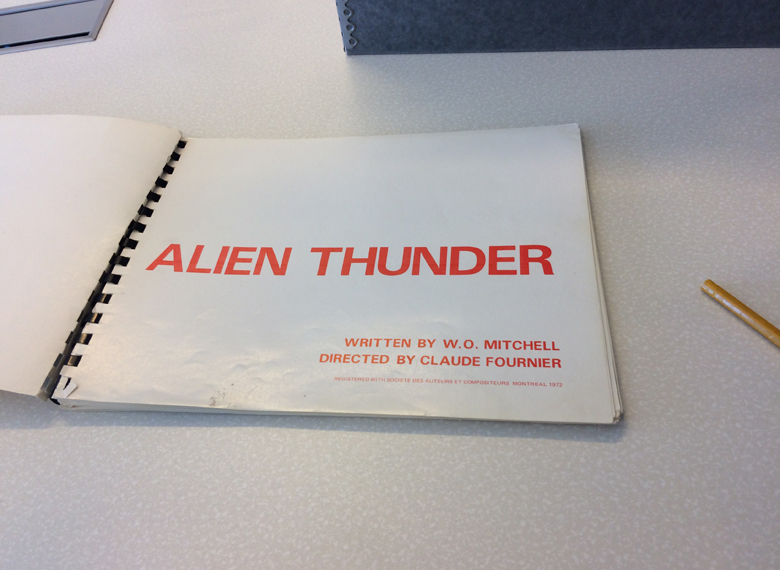 ALIEN THUNDER
WRITTEN BY W.O. MITCHELL
DIRECTED BY CLAUDE FOURNIER
REGISTERED WITH SOCIETE DES AUTEURS ET COMPOSITEURS MONTREAL 1972